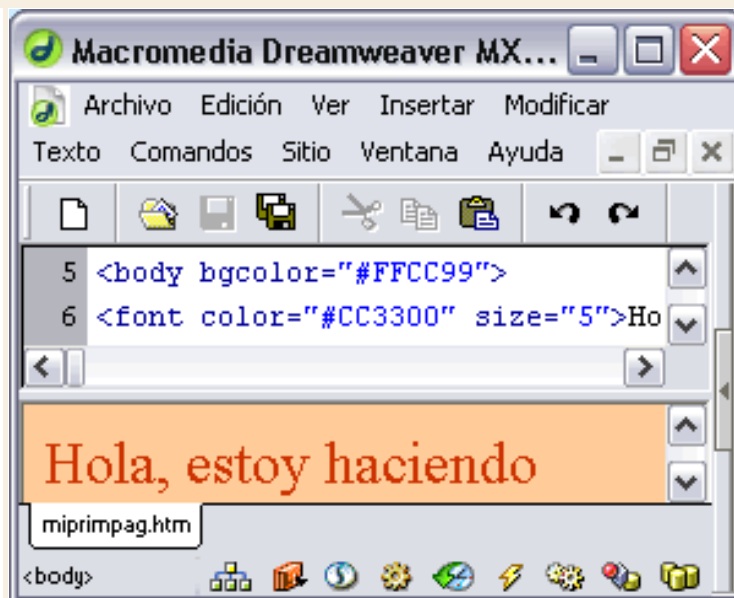 Macromedia Dreamweaver MX...
Archivo Edición Ver Insertar Modificar
Texto Comandos Sitio Ventana Ayuda
5 <body bgcolor="#FFCC99">
6 <font color="#CC3300" size="5">Ho
Hola, estoy haciendo
miprimpag.htm
<body>